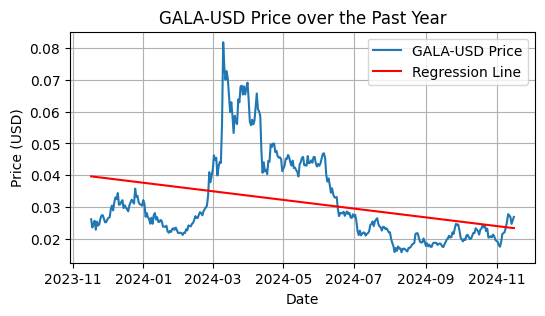 GALA-USD Price over the Past Year
GALA-USD Price
Regression Line
Price (USD)
0.08
0.07
0.06
0.05
0.04
0.03
0.02
2023-11 2024-01 2024-03 2024-05 2024-07 2024-09 2024-11
Date